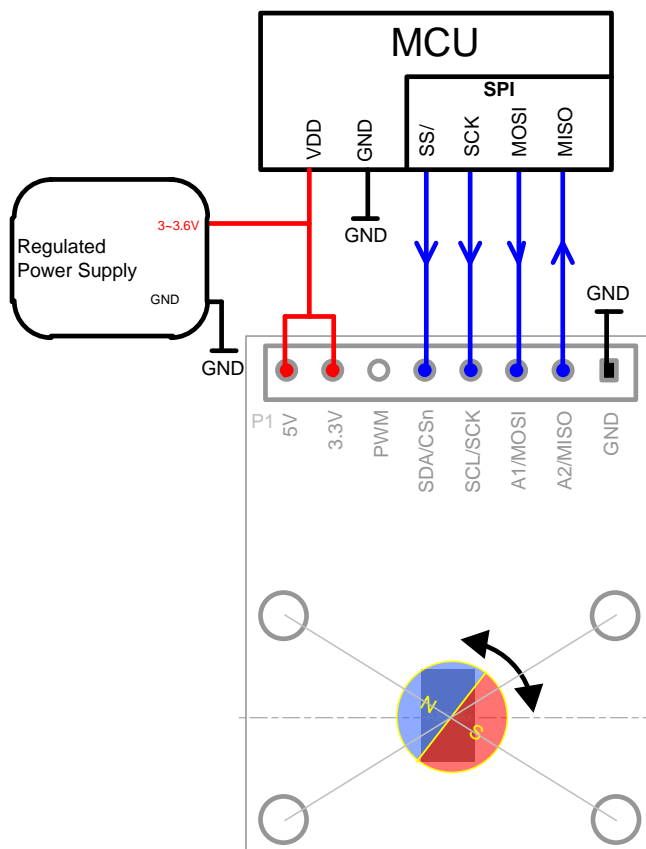 MCU
SPI
VDD
GND
SS/
SCK
MOSI
MISO
GND
3~3.6V
Regulated
Power Supply
GND
GND
GND
P1
5V
3.3V
PWM
SDA/CSn
SCL/SCK
A1/MOSI
A2/MISO
GND
N
S